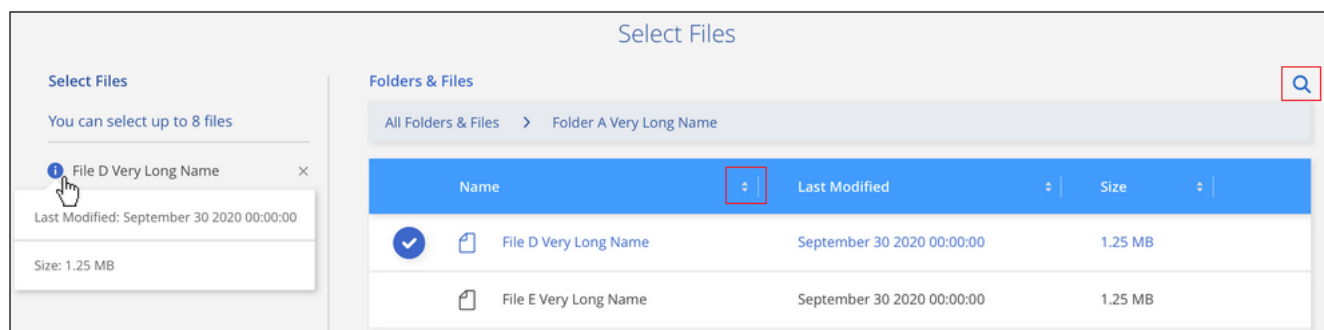 Select Files
Select Files
You can select up to 8 files
File D Very Long Name
Last Modified: September 30 2020 00:00:00
Size: 1.25 MB
Folders & Files
All Folders & Files > Folder A Very Long Name
Name Last Modified Size
File D Very Long Name September 30 2020 00:00:00 1.25 MB
File E Very Long Name September 30 2020 00:00:00 1.25 MB